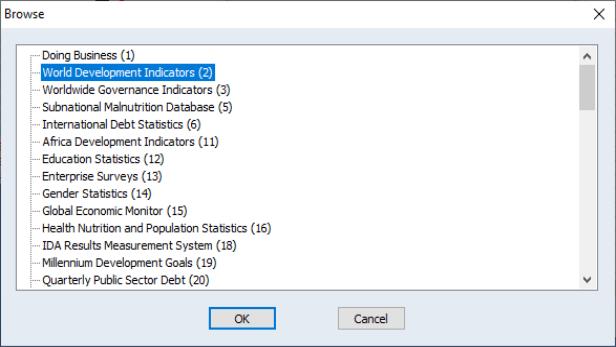 Browse
Doing Business (1)
World Development Indicators (2)
Worldwide Governance Indicators (3)
Subnational Malnutrition Database (5)
International Debt Statistics (6)
Africa Development Indicators (11)
Education Statistics (12)
Enterprise Surveys (13)
Gender Statistics (14)
Global Economic Monitor (15)
Health Nutrition and Population Statistics (16)
IDA Results Measurement System (18)
Millennium Development Goals (19)
Quarterly Public Sector Debt (20)
OK Cancel